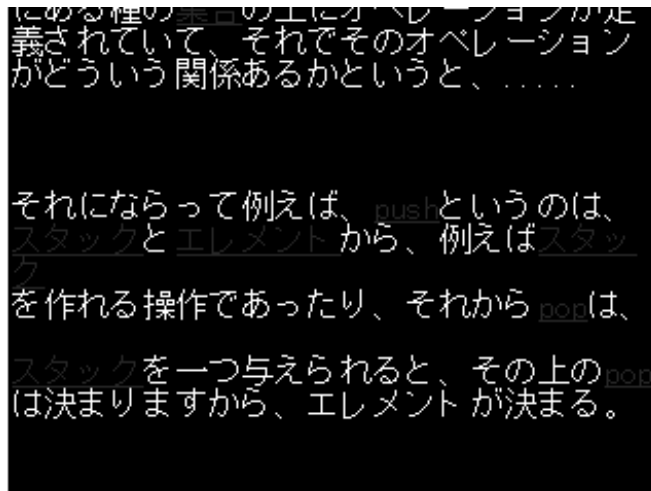 にある種の集合の上にオペレーションが定
義されていて、それでそのオペレーション
がどういう関係あるかというと、.....
それにならって例えば、pushというのは、
スタックとエレメントから、例えばスタッ
ク
を作れる操作であったり、それからpopは、
スタックを一つ与えられると、その上のpop
は決まりますから、エレメントが決まる。